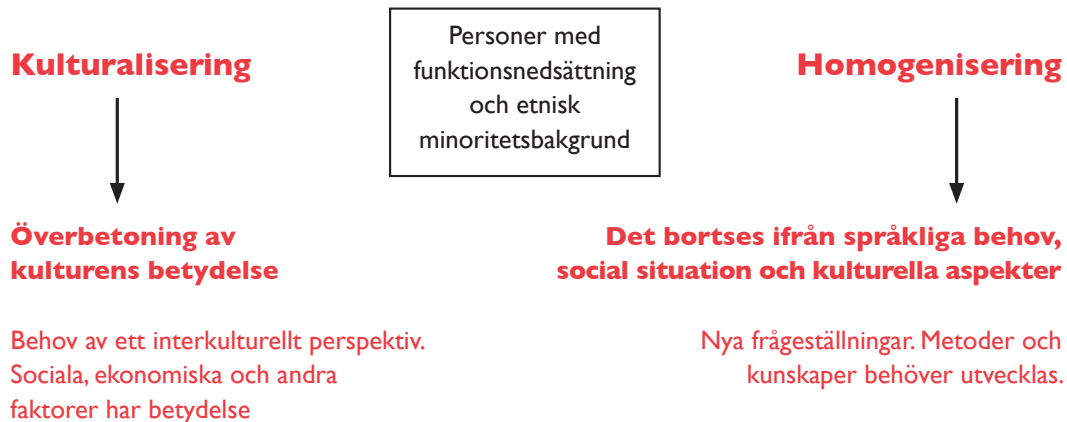 Kulturalisering
Personer med
funktionsnedsättning
och etnisk
minoritetsbakgrund
Homogenisering
Överbetoning av
kulturens betydelse
Det bortses ifrån språkliga behov,
social situation och kulturella aspekter
Behov av ett interkulturellt perspektiv.
Sociala, ekonomiska och andra
faktorer har betydelse
Nya frågeställningar. Metoder och
kunskaper behöver utvecklas.